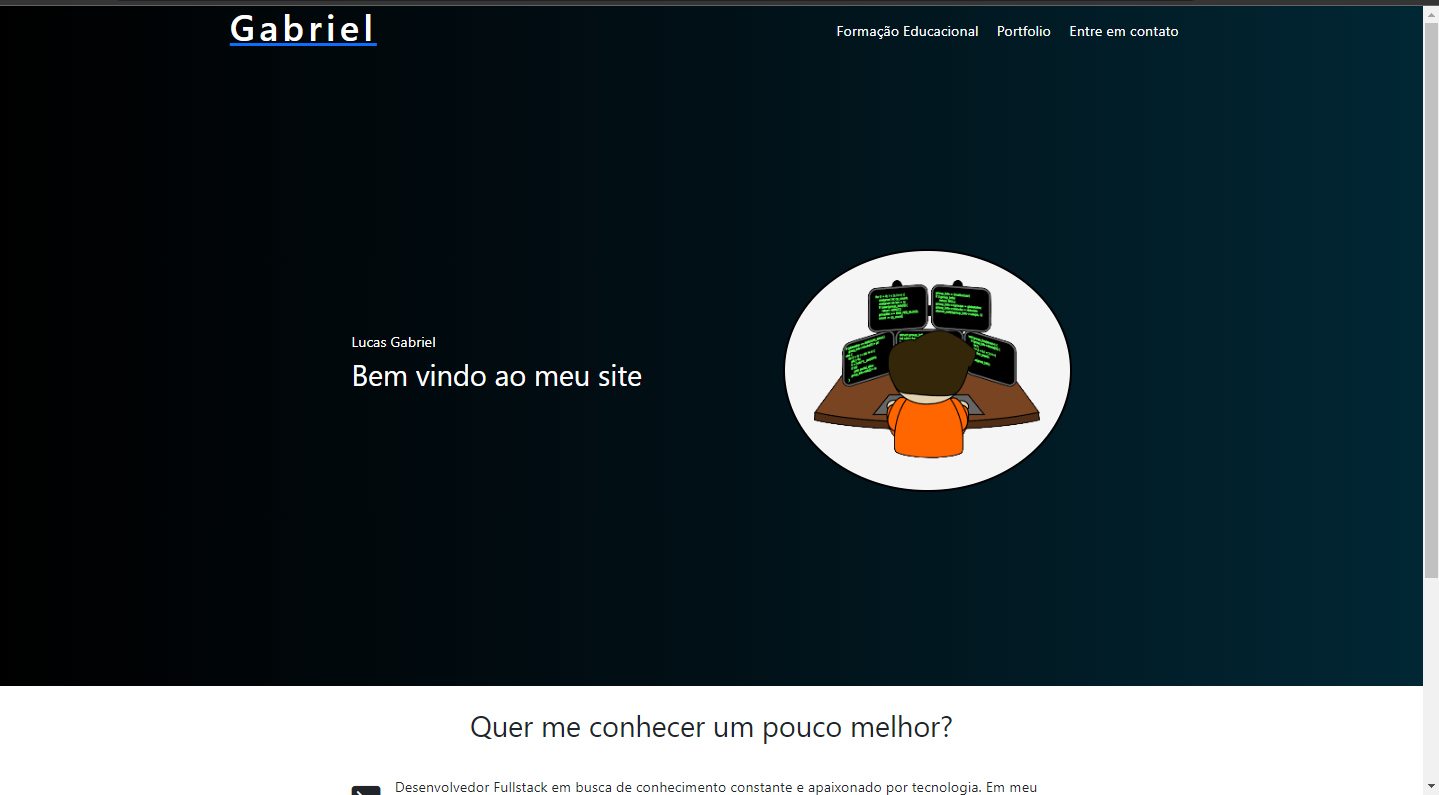 Gabriel
Formação Educacional Portfolio Entre em contato
Lucas Gabriel
Bem vindo ao meu site
Quer me conhecer um pouco melhor?
Desenvolvedor Fullstack em busca de conhecimento constante e apaixonado por tecnologia. Em meu